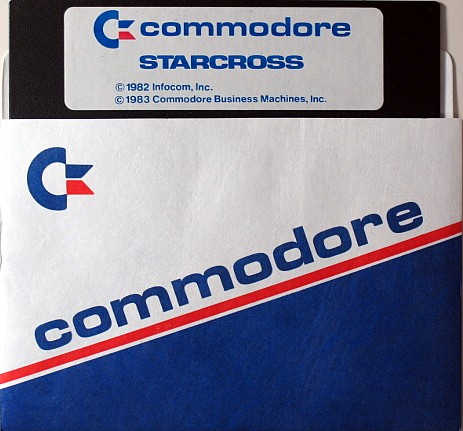 commodore
STARCROSS
© 1982 Infocom, Inc.
© 1983 Commodore Business Machines, Inc.
commodore